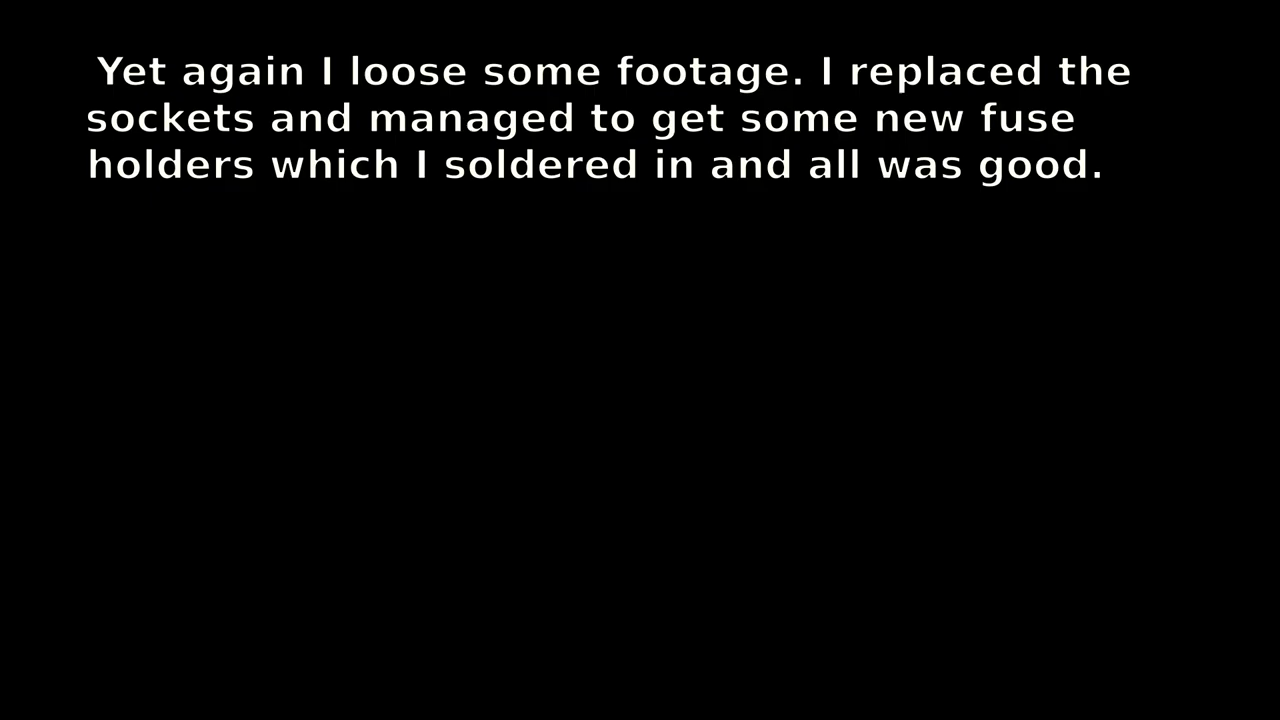 Yet again I loose some footage. I replaced the
sockets and managed to get some new fuse
holders which I soldered in and all was good.